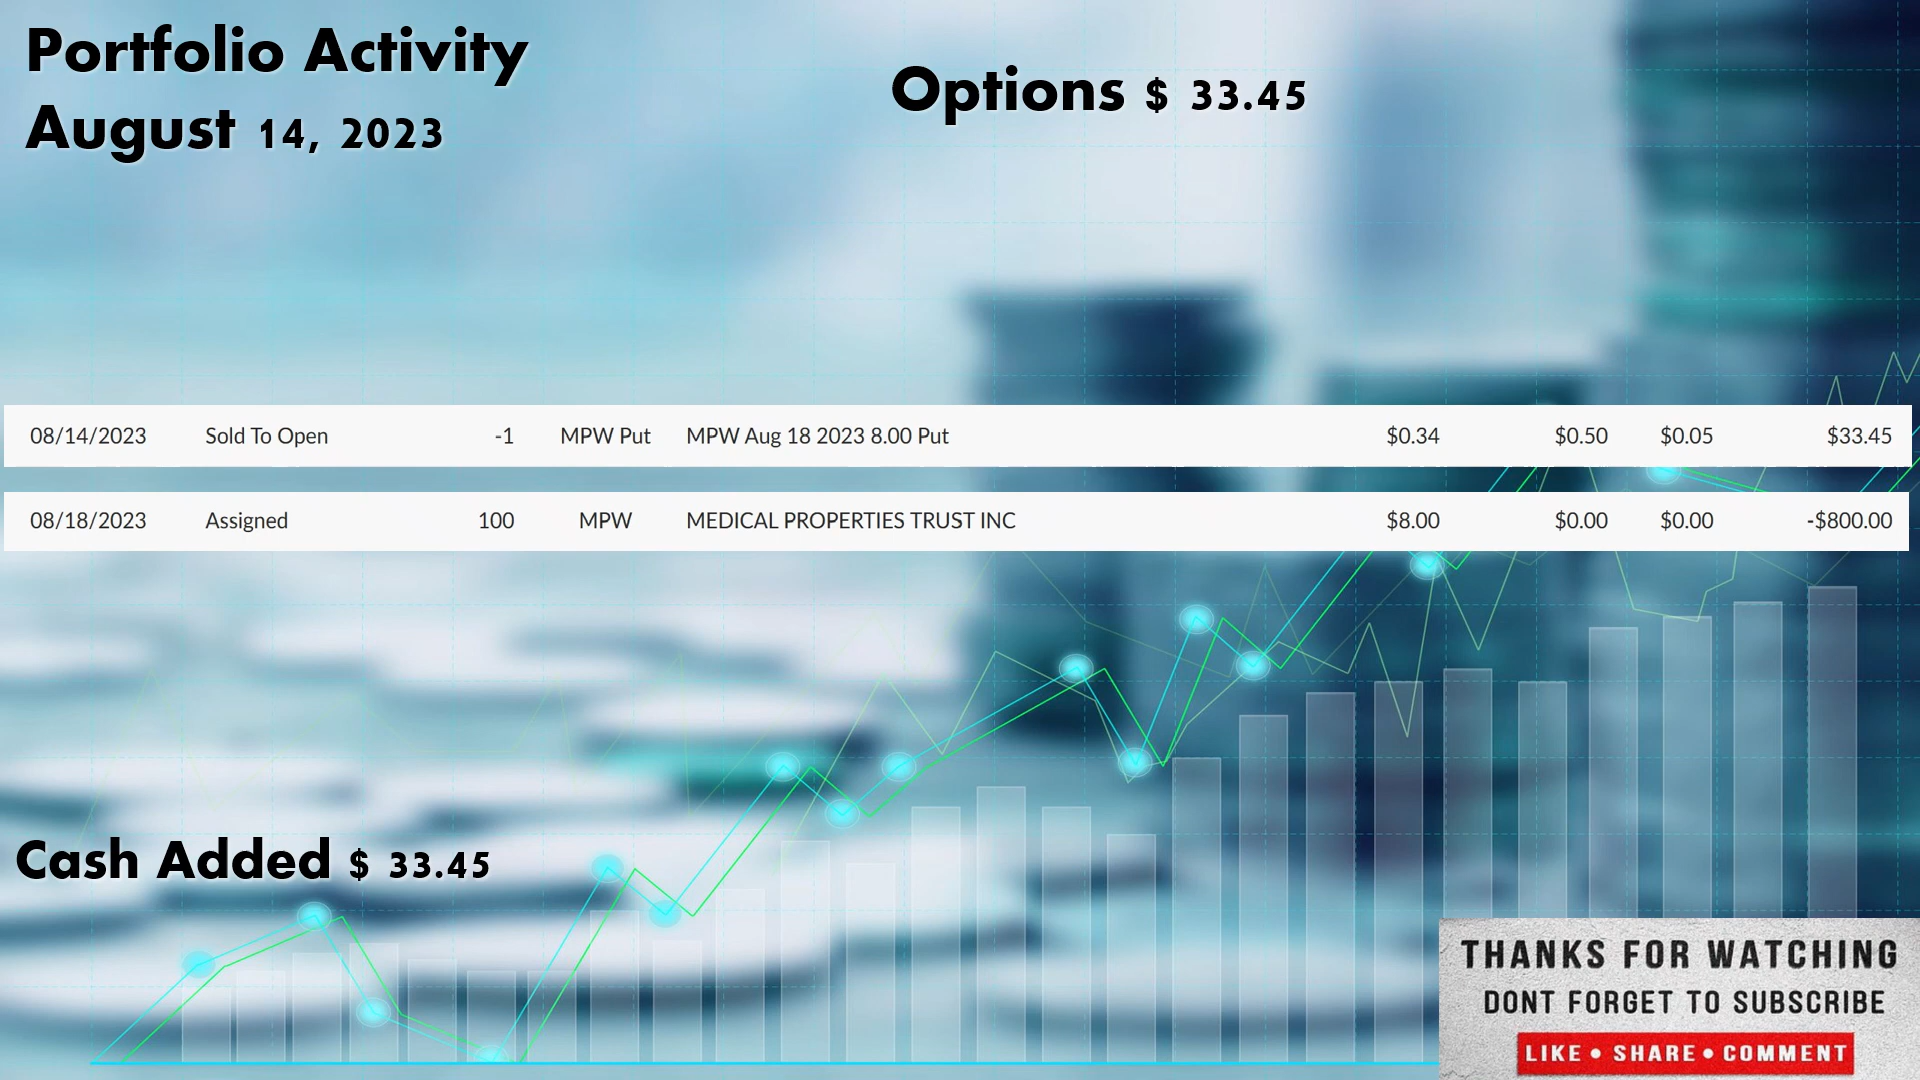 Portfolio Activity
August 14, 2023
Options $ 33.45
08/14/2023 Sold To Open -1 MPW Put MPW Aug 18 2023 8.00 Put $0.34 $0.50 $0.05 $33.45
08/18/2023 Assigned 100 MPW MEDICAL PROPERTIES TRUST INC $8.00 $0.00 $0.00 -$800.00
Cash Added $ 33.45
THANKS FOR WATCHING
DONT FORGET TO SUBSCRIBE
LIKE • SHARE • COMMENT